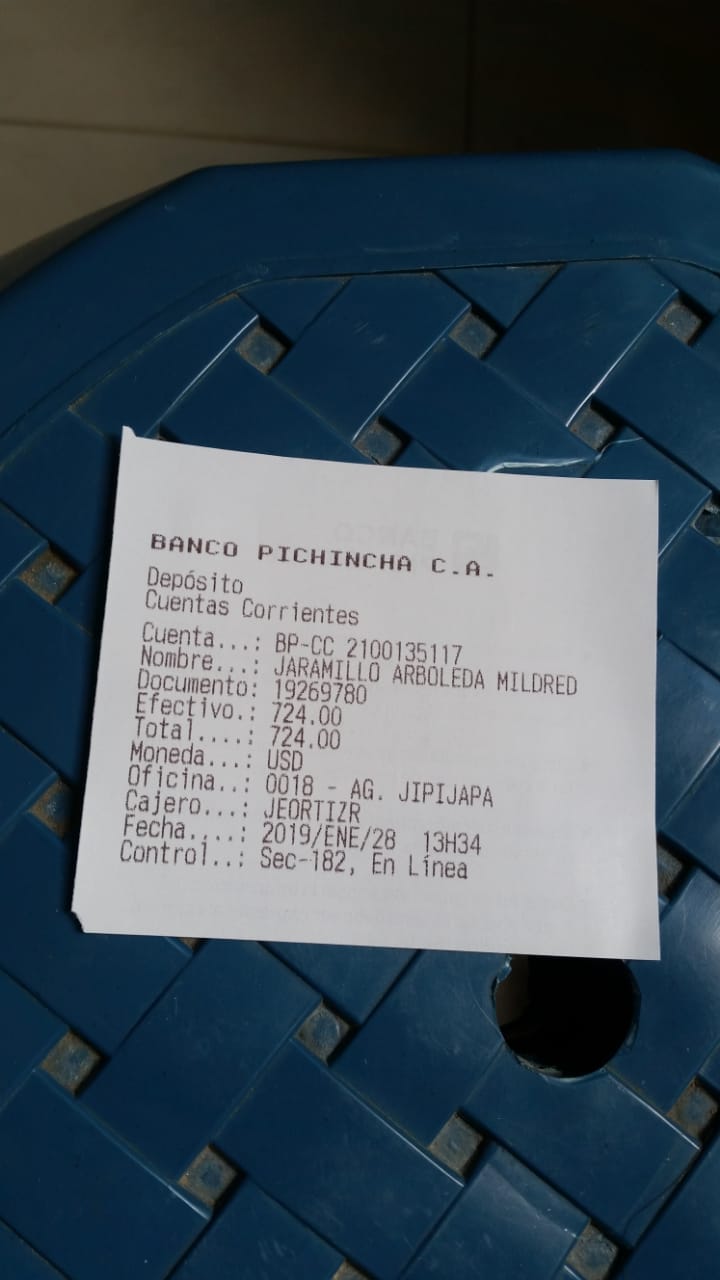 BANCO PICHINCHA C.A.
Depósito
Cuentas Corrientes
Cuenta...: BP-CC 2100135117
Nombre...: JARAMILLO ARBOLEDA MILDRED
Documento: 19269780
Efectivo.: 724.00
Total....: 724.00
Moneda...: USD
Oficina..: 0018 - AG. JIPIJAPA
Cajero...: JEORTIZR
Fecha....: 2019/ENE/28 13H34
Control..: Sec-182, En Línea